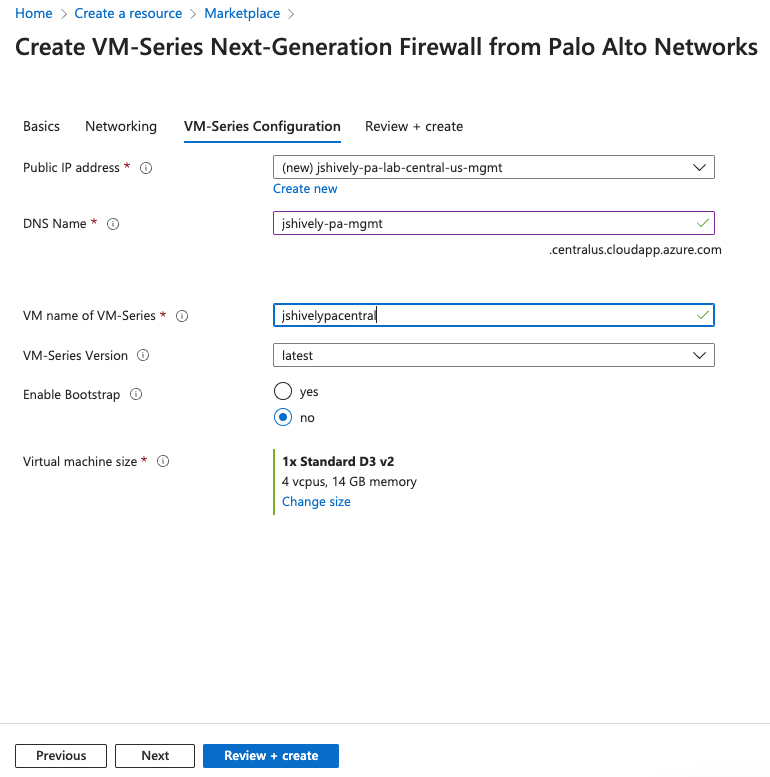 Home > Create a resource > Marketplace >
Create VM-Series Next-Generation Firewall from Palo Alto Networks
Basics Networking VM-Series Configuration Review + create
Public IP address * (new) jshively-pa-lab-central-us-mgmt
Create new
DNS Name * jshively-pa-mgmt
.centralus.cloudapp.azure.com
VM name of VM-Series * jshivelypacentral
VM-Series Version latest
Enable Bootstrap yes
no
Virtual machine size * 1x Standard D3 v2
4 vcpus, 14 GB memory
Change size
Previous Next Review + create